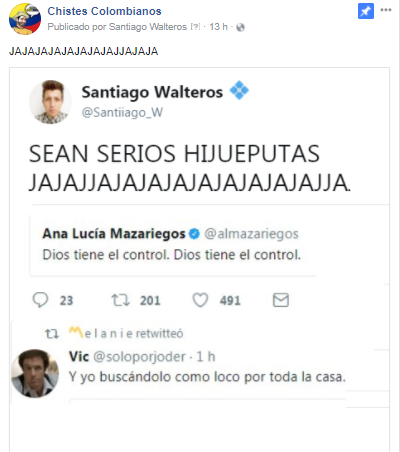 Chistes Colombianos
Publicado por Santiago Walteros [?] · 13 h ·
JAJAJAJAJAJAJAJAJJAJAJA
Santiago Walteros
@Santiiago_W
SEAN SERIOS HIJUEPUTAS
JAJAJJAJAJAJAJAJAJAJAJAJJA.
Ana Lucía Mazariegos @almazariegos
Dios tiene el control. Dios tiene el control.
23 201 491
Melanie retwitteó
Vic @soloporjoder · 1 h
Y yo buscándolo como loco por toda la casa.